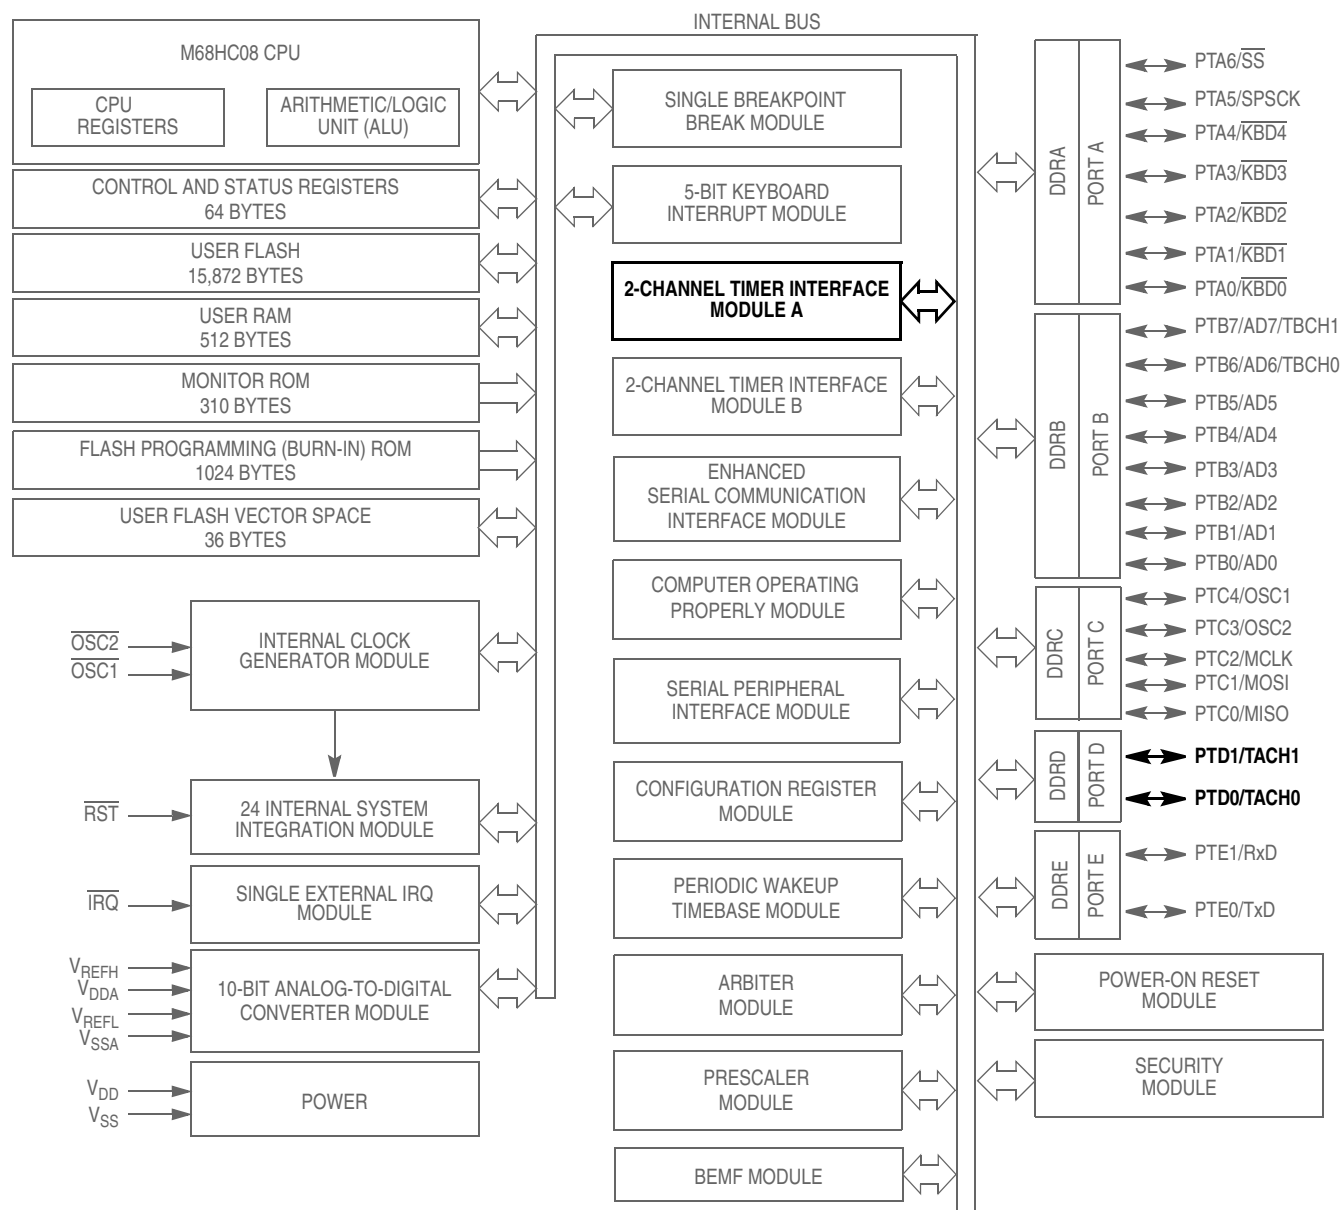 INTERNAL BUS
M68HC08 CPU
CPU
REGISTERS
ARITHMETIC/LOGIC
UNIT (ALU)
CONTROL AND STATUS REGISTERS
64 BYTES
USER FLASH
15,872 BYTES
USER RAM
512 BYTES
MONITOR ROM
310 BYTES
FLASH PROGRAMMING (BURN-IN) ROM
1024 BYTES
USER FLASH VECTOR SPACE
36 BYTES
OSC2
OSC1
INTERNAL CLOCK
GENERATOR MODULE
RST
24 INTERNAL SYSTEM
INTEGRATION MODULE
IRQ
SINGLE EXTERNAL IRQ
MODULE
VREFH
VDDA
VREFL
VSSA
10-BIT ANALOG-TO-DIGITAL
CONVERTER MODULE
VDD
VSS
POWER
SINGLE BREAKPOINT
BREAK MODULE
5-BIT KEYBOARD
INTERRUPT MODULE
2-CHANNEL TIMER INTERFACE
MODULE A
2-CHANNEL TIMER INTERFACE
MODULE B
ENHANCED
SERIAL COMMUNICATION
INTERFACE MODULE
COMPUTER OPERATING
PROPERLY MODULE
SERIAL PERIPHERAL
INTERFACE MODULE
CONFIGURATION REGISTER
MODULE
PERIODIC WAKEUP
TIMEBASE MODULE
ARBITER
MODULE
PRESCALER
MODULE
BEMF MODULE
DDRA
PORT A
PTA6/SS
PTA5/SPSCK
PTA4/KBD4
PTA3/KBD3
PTA2/KBD2
PTA1/KBD1
PTA0/KBD0
DDRB
PORT B
PTB7/AD7/TBCH1
PTB6/AD6/TBCH0
PTB5/AD5
PTB4/AD4
PTB3/AD3
PTB2/AD2
PTB1/AD1
PTB0/AD0
DDRC
PORT C
PTC4/OSC1
PTC3/OSC2
PTC2/MCLK
PTC1/MOSI
PTC0/MISO
DDRD
PORT D
PTD1/TACH1
PTD0/TACH0
DDRE
PORT E
PTE1/RxD
PTE0/TxD
POWER-ON RESET
MODULE
SECURITY
MODULE